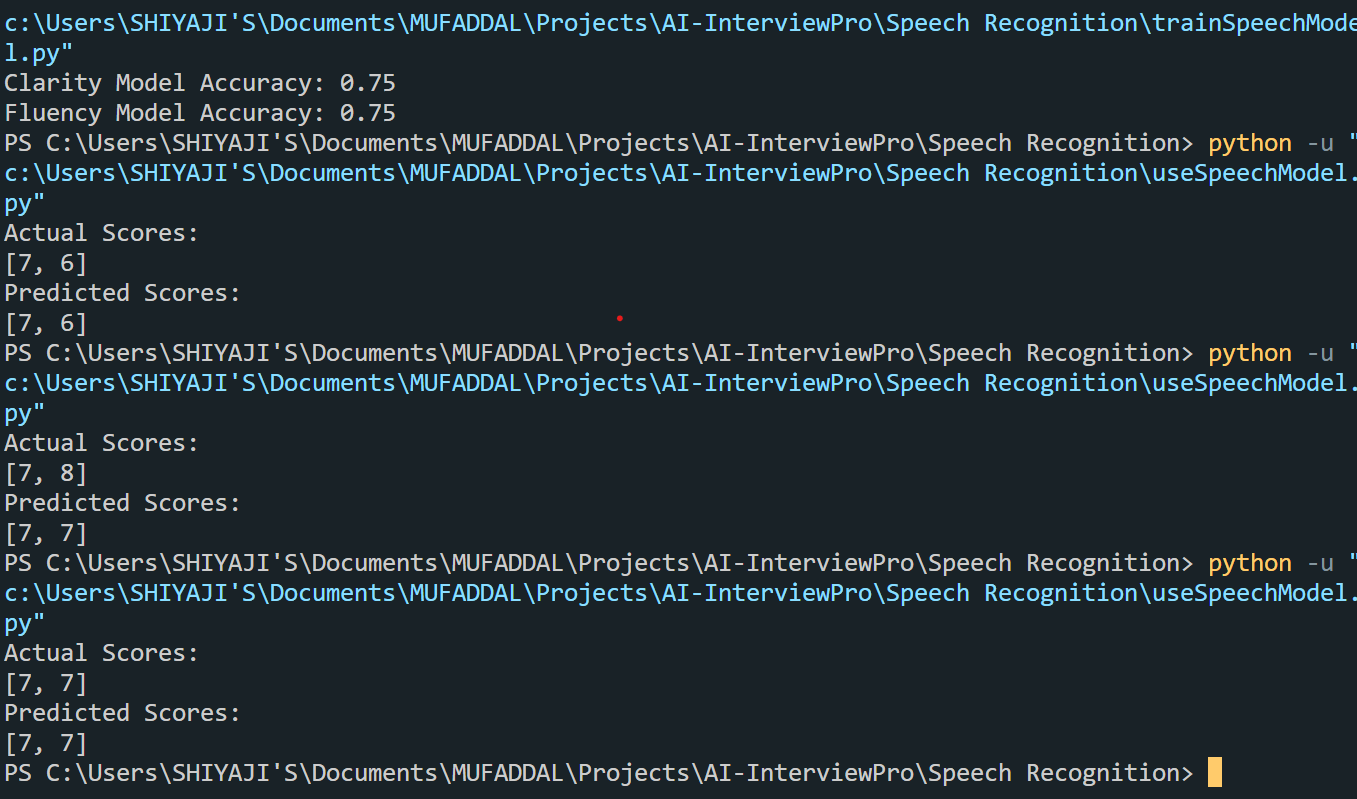 c:\Users\SHIYAJI'S\Documents\MUFADDAL\Projects\AI-InterviewPro\Speech Recognition\trainSpeechMode
l.py"
Clarity Model Accuracy: 0.75
Fluency Model Accuracy: 0.75
PS C:\Users\SHIYAJI'S\Documents\MUFADDAL\Projects\AI-InterviewPro\Speech Recognition> python -u "
c:\Users\SHIYAJI'S\Documents\MUFADDAL\Projects\AI-InterviewPro\Speech Recognition\useSpeechModel.
py"
Actual Scores:
[7, 6]
Predicted Scores:
[7, 6]
PS C:\Users\SHIYAJI'S\Documents\MUFADDAL\Projects\AI-InterviewPro\Speech Recognition> python -u "
c:\Users\SHIYAJI'S\Documents\MUFADDAL\Projects\AI-InterviewPro\Speech Recognition\useSpeechModel.
py"
Actual Scores:
[7, 8]
Predicted Scores:
[7, 7]
PS C:\Users\SHIYAJI'S\Documents\MUFADDAL\Projects\AI-InterviewPro\Speech Recognition> python -u "
c:\Users\SHIYAJI'S\Documents\MUFADDAL\Projects\AI-InterviewPro\Speech Recognition\useSpeechModel.
py"
Actual Scores:
[7, 7]
Predicted Scores:
[7, 7]
PS C:\Users\SHIYAJI'S\Documents\MUFADDAL\Projects\AI-InterviewPro\Speech Recognition>